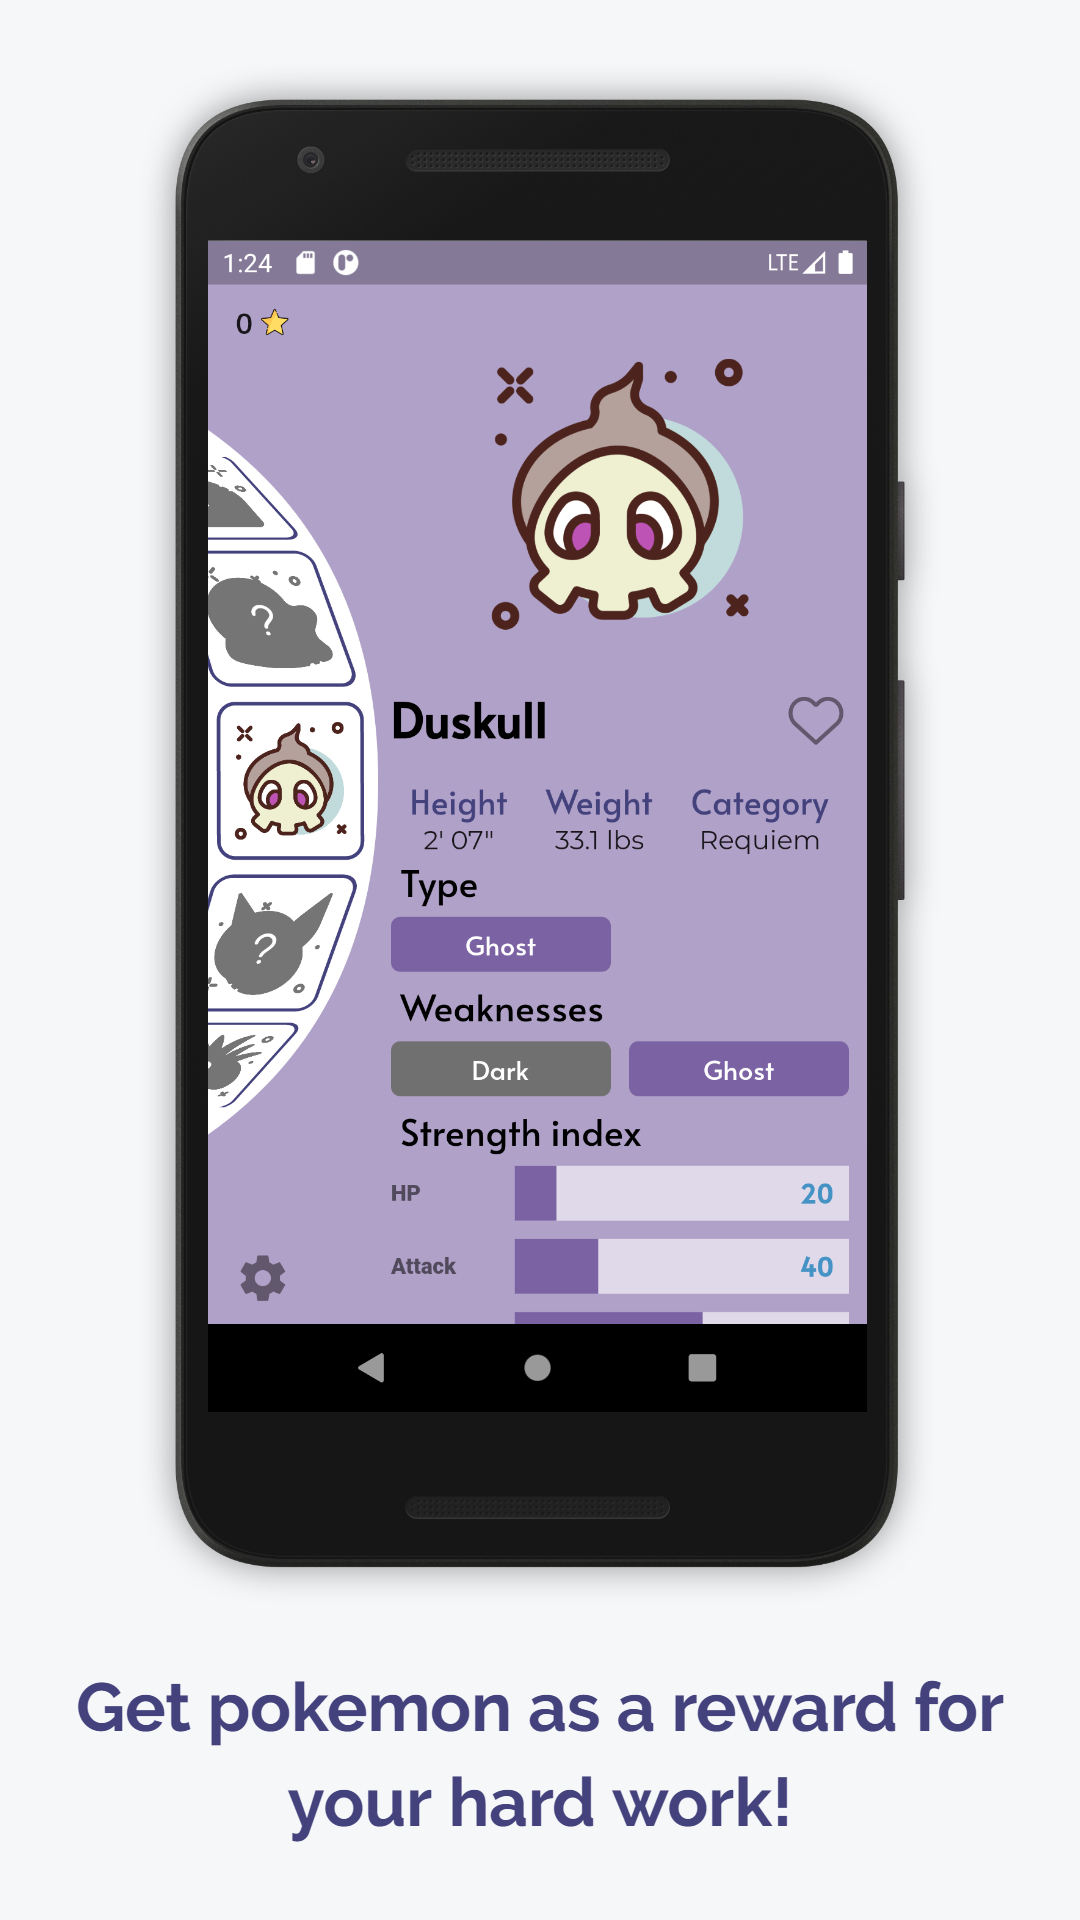 1:24 LTE
0
?
Duskull
Height Weight Category
2' 07" 33.1 lbs Requiem
Type
Ghost
?
Weaknesses
Dark Ghost
Strength index
HP 20
Attack 40
Get pokemon as a reward for
your hard work!